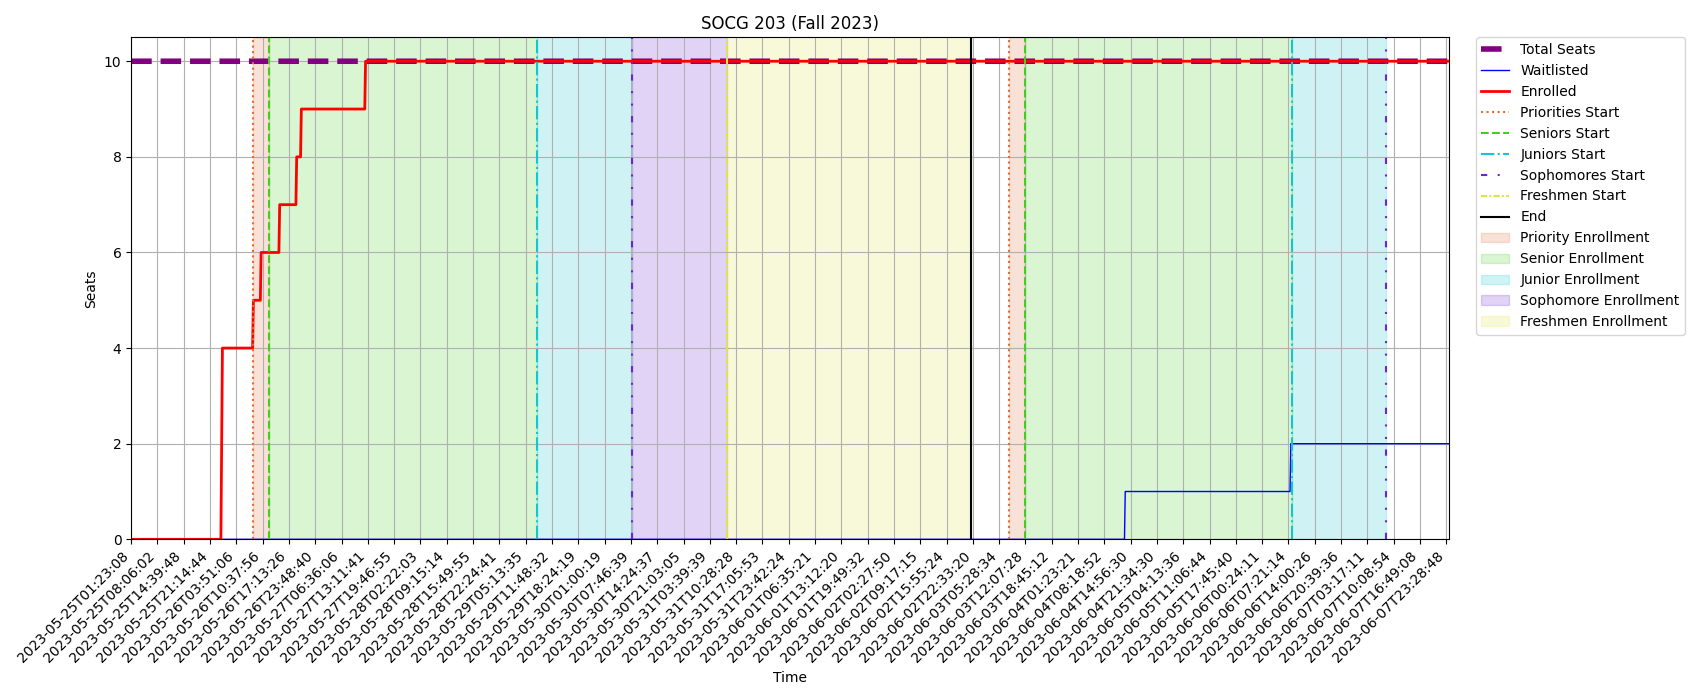 SOCG 203 (Fall 2023)
Seats
10
8
6
4
2
0
2023-05-25T01:23:08
2023-05-25T08:06:02
2023-05-25T14:39:48
2023-05-25T21:14:44
2023-05-26T03:51:06
2023-05-26T10:37:56
2023-05-26T17:13:26
2023-05-26T23:48:40
2023-05-27T06:36:06
2023-05-27T13:11:41
2023-05-27T19:46:55
2023-05-28T02:22:03
2023-05-28T09:15:14
2023-05-28T15:49:55
2023-05-28T22:24:41
2023-05-29T05:13:35
2023-05-29T11:48:32
2023-05-29T18:24:19
2023-05-30T01:00:19
2023-05-30T07:46:39
2023-05-30T14:24:37
2023-05-30T21:03:05
2023-05-31T03:39:39
2023-05-31T10:28:28
2023-05-31T17:05:53
2023-05-31T23:42:24
2023-06-01T06:35:21
2023-06-01T13:12:20
2023-06-01T19:49:32
2023-06-02T02:27:50
2023-06-02T09:17:15
2023-06-02T15:55:24
2023-06-02T22:33:20
2023-06-03T05:28:34
2023-06-03T12:07:28
2023-06-03T18:45:12
2023-06-04T01:23:21
2023-06-04T08:18:52
2023-06-04T14:56:30
2023-06-04T21:34:30
2023-06-05T04:13:36
2023-06-05T11:06:44
2023-06-05T17:45:40
2023-06-06T00:24:11
2023-06-06T07:21:14
2023-06-06T14:00:26
2023-06-06T20:39:36
2023-06-07T03:17:11
2023-06-07T10:08:54
2023-06-07T16:49:08
2023-06-07T23:28:48
Time
Total Seats
Waitlisted
Enrolled
Priorities Start
Seniors Start
Juniors Start
Sophomores Start
Freshmen Start
End
Priority Enrollment
Senior Enrollment
Junior Enrollment
Sophomore Enrollment
Freshmen Enrollment